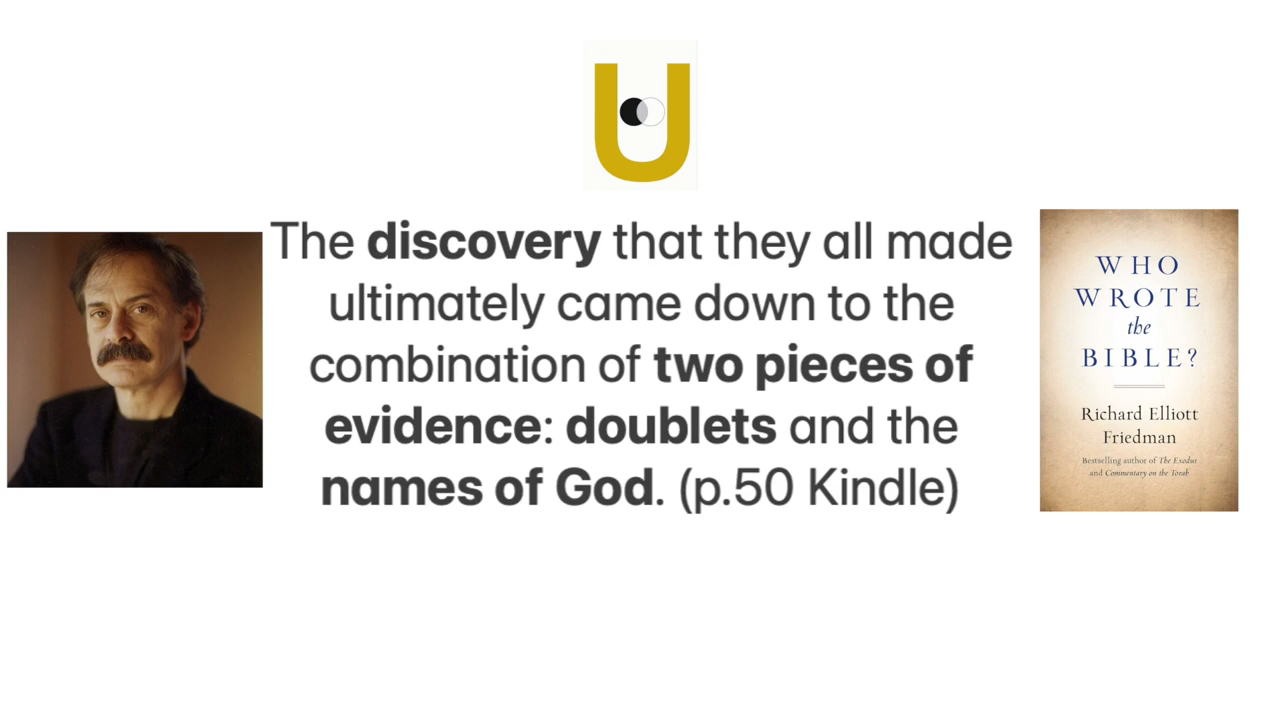 U
The discovery that they all made
ultimately came down to the
combination of two pieces of
evidence: doublets and the
names of God. (p.50 Kindle)
WHO
WROTE
the
BIBLE?
Richard Elliott
Friedman
Bestselling author of The Exodus
and Commentary on the Torah